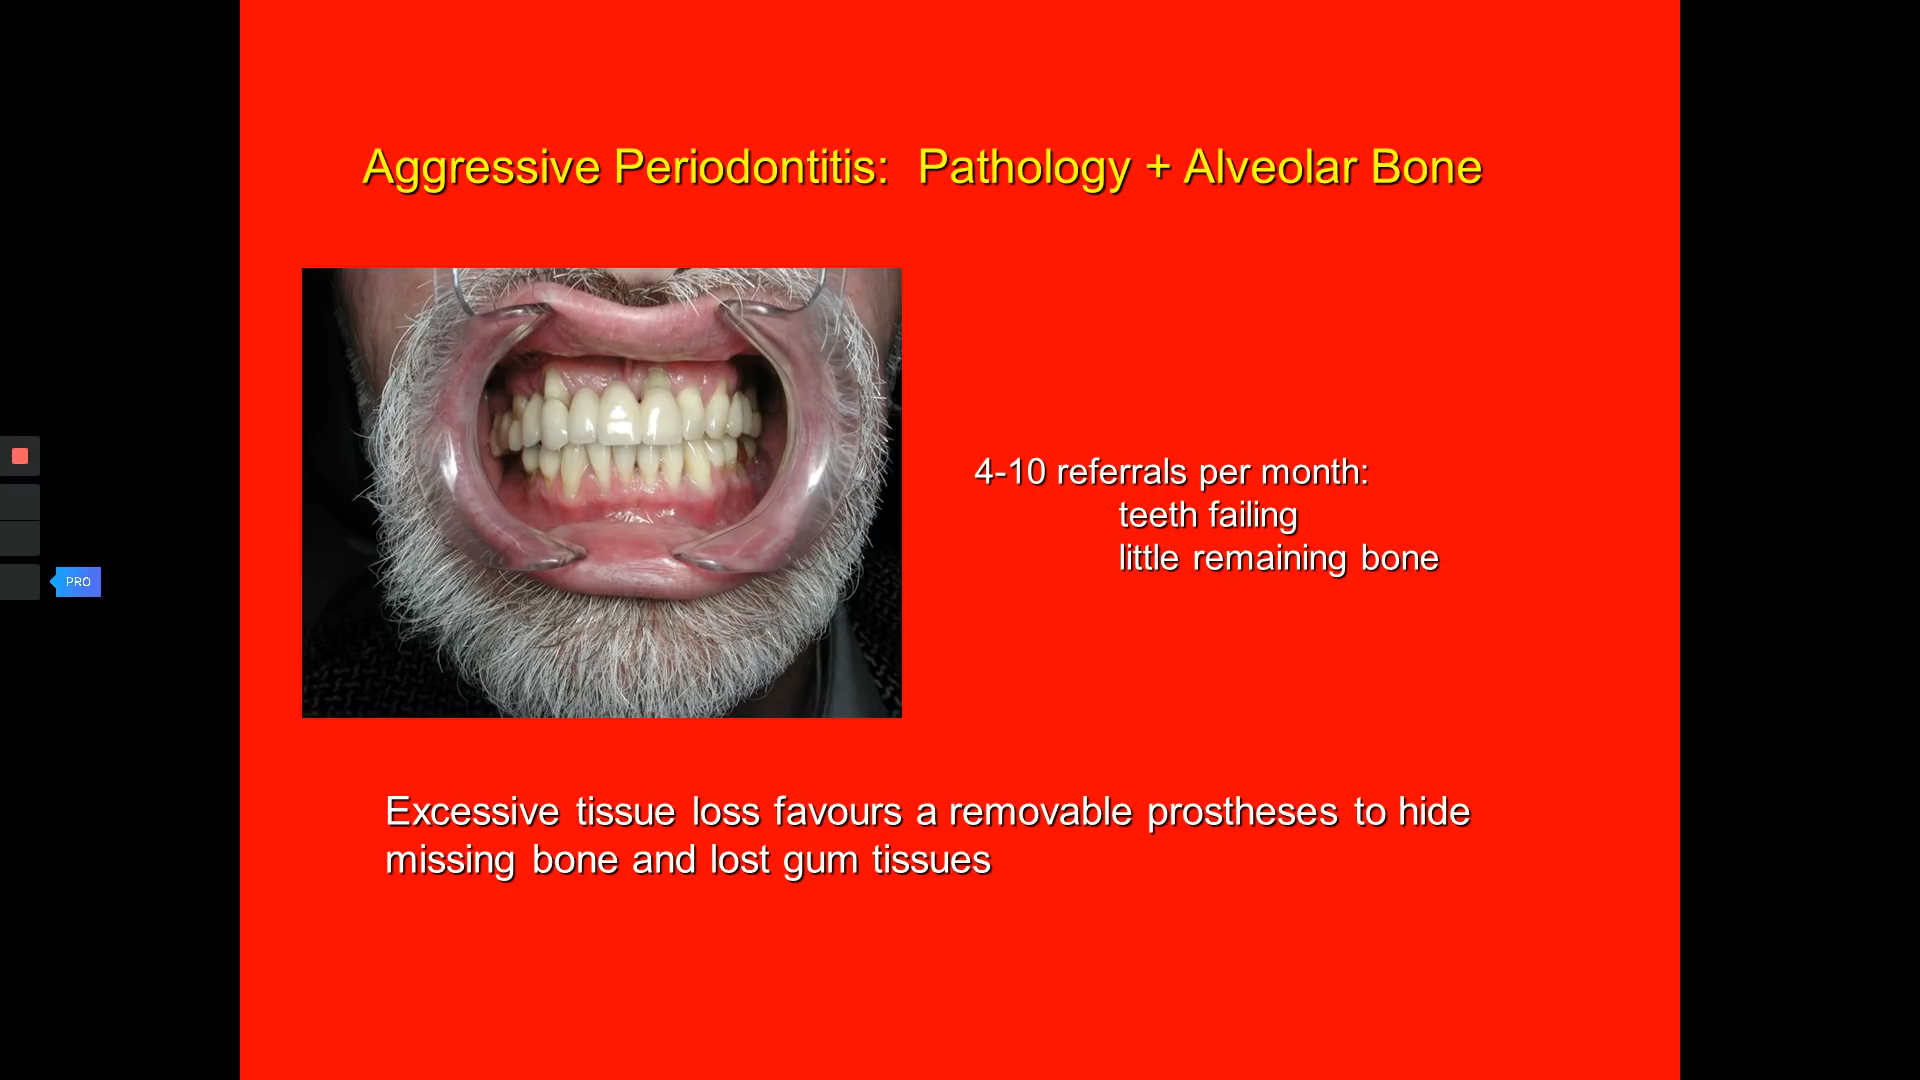 Aggressive Periodontitis: Pathology + Alveolar Bone
4-10 referrals per month:
teeth failing
little remaining bone
PRO
Excessive tissue loss favours a removable prostheses to hide
missing bone and lost gum tissues